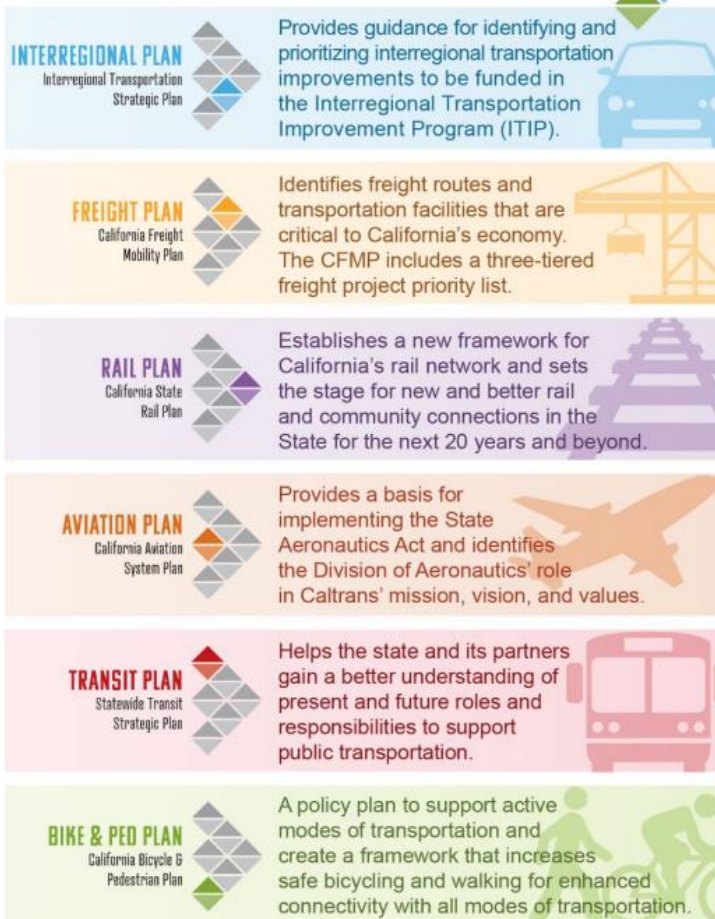 INTERREGIONAL PLAN
Interregional Transportation
Strategic Plan
Provides guidance for identifying and
prioritizing interregional transportation
improvements to be funded in
the Interregional Transportation
Improvement Program (ITIP).
FREIGHT PLAN
California Freight
Mobility Plan
Identifies freight routes and
transportation facilities that are
critical to California's economy.
The CFMP includes a three-tiered
freight project priority list.
RAIL PLAN
California State
Rail Plan
Establishes a new framework for
California's rail network and sets
the stage for new and better rail
and community connections in the
State for the next 20 years and beyond.
AVIATION PLAN
California Aviation
System Plan
Provides a basis for
implementing the State
Aeronautics Act and identifies
the Division of Aeronautics' role
in Caltrans' mission, vision, and values.
TRANSIT PLAN
Statewide Transit
Strategic Plan
Helps the state and its partners
gain a better understanding of
present and future roles and
responsibilities to support
public transportation.
BIKE & PED PLAN
California Bicycle &
Pedestrian Plan
A policy plan to support active
modes of transportation and
create a framework that increases
safe bicycling and walking for enhanced
connectivity with all modes of transportation.